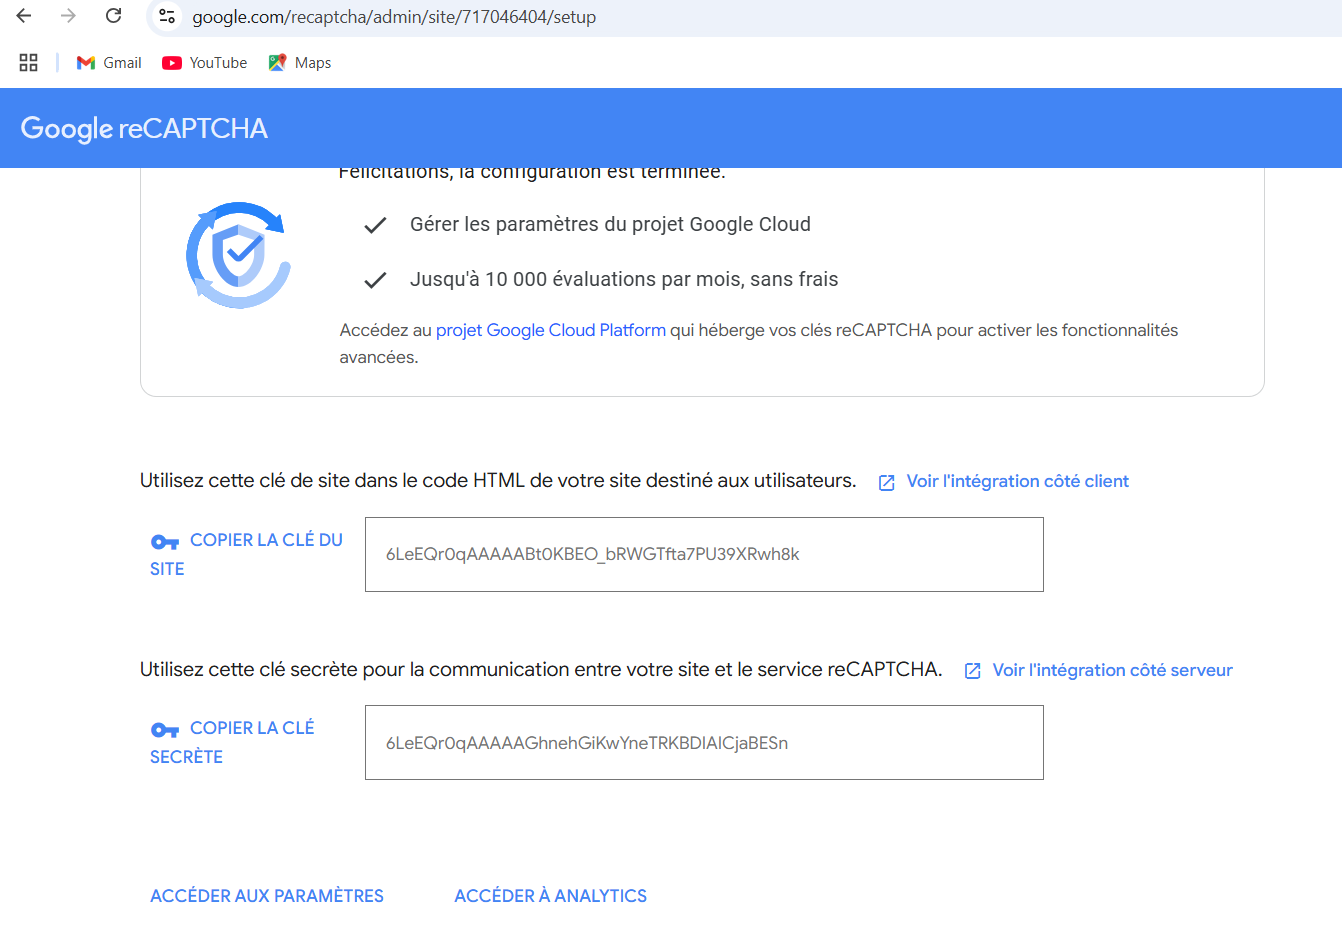 google.com/recaptcha/admin/site/717046404/setup
Gmail
YouTube
Maps
Google reCAPTCHA
Félicitations, la configuration est terminée.
Gérer les paramètres du projet Google Cloud
Jusqu'à 10 000 évaluations par mois, sans frais
Accédez au projet Google Cloud Platform qui héberge vos clés reCAPTCHA pour activer les fonctionnalités
avancées.
Utilisez cette clé de site dans le code HTML de votre site destiné aux utilisateurs. Voir l'intégration côté client
COPIER LA CLÉ DU
SITE
6LeEQr0qAAAAABt0KBEO_bRWGTfta7PU39XRwh8k
Utilisez cette clé secrète pour la communication entre votre site et le service reCAPTCHA. Voir l'intégration côté serveur
COPIER LA CLÉ
SECRÈTE
6LeEQr0qAAAAAGhnehGiKwYneTRKBDIAICjaBESn
ACCÉDER AUX PARAMÈTRES
ACCÉDER À ANALYTICS